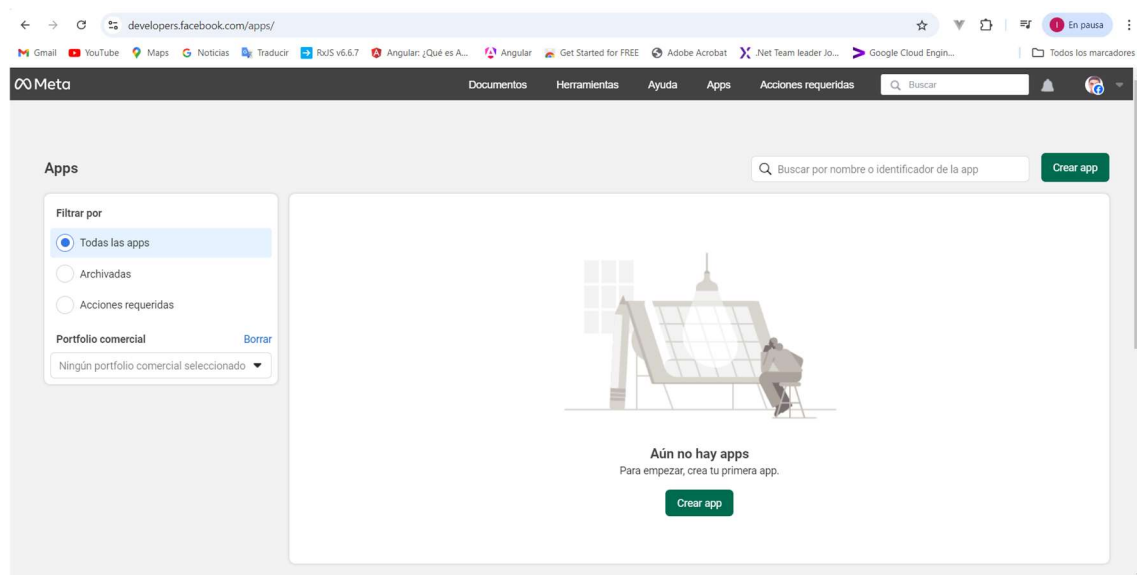 developers.facebook.com/apps/
En pausa
Gmail YouTube Maps Noticias Traducir RxJS v6.6.7 Angular: ¿Qué es A... Angular Get Started for FREE Adobe Acrobat .Net Team leader Jo... Google Cloud Engin... Todos los marcadores
Meta Documentos Herramientas Ayuda Apps Acciones requeridas Buscar
Apps
Buscar por nombre o identificador de la app
Crear app
Filtrar por
Todas las apps
Archivadas
Acciones requeridas
Portfolio comercial Borrar
Ningún portfolio comercial seleccionado
Aún no hay apps
Para empezar, crea tu primera app.
Crear app